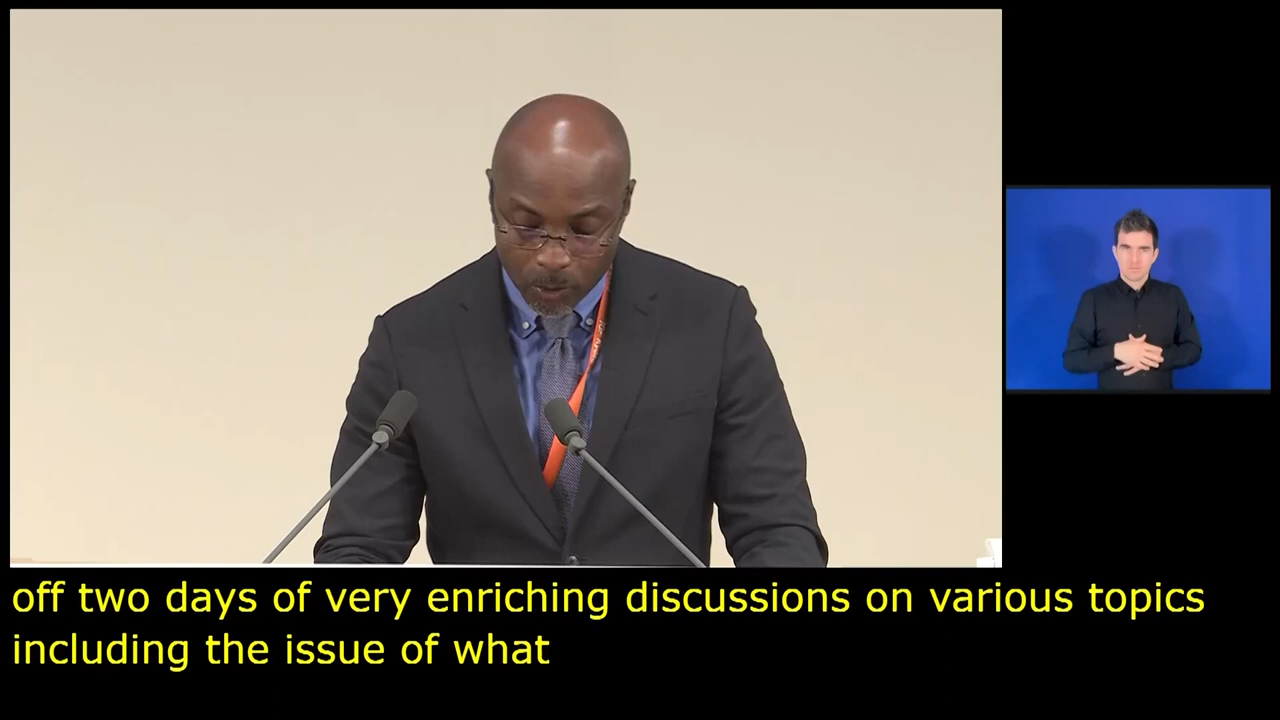 off two days of very enriching discussions on various topics
including the issue of what